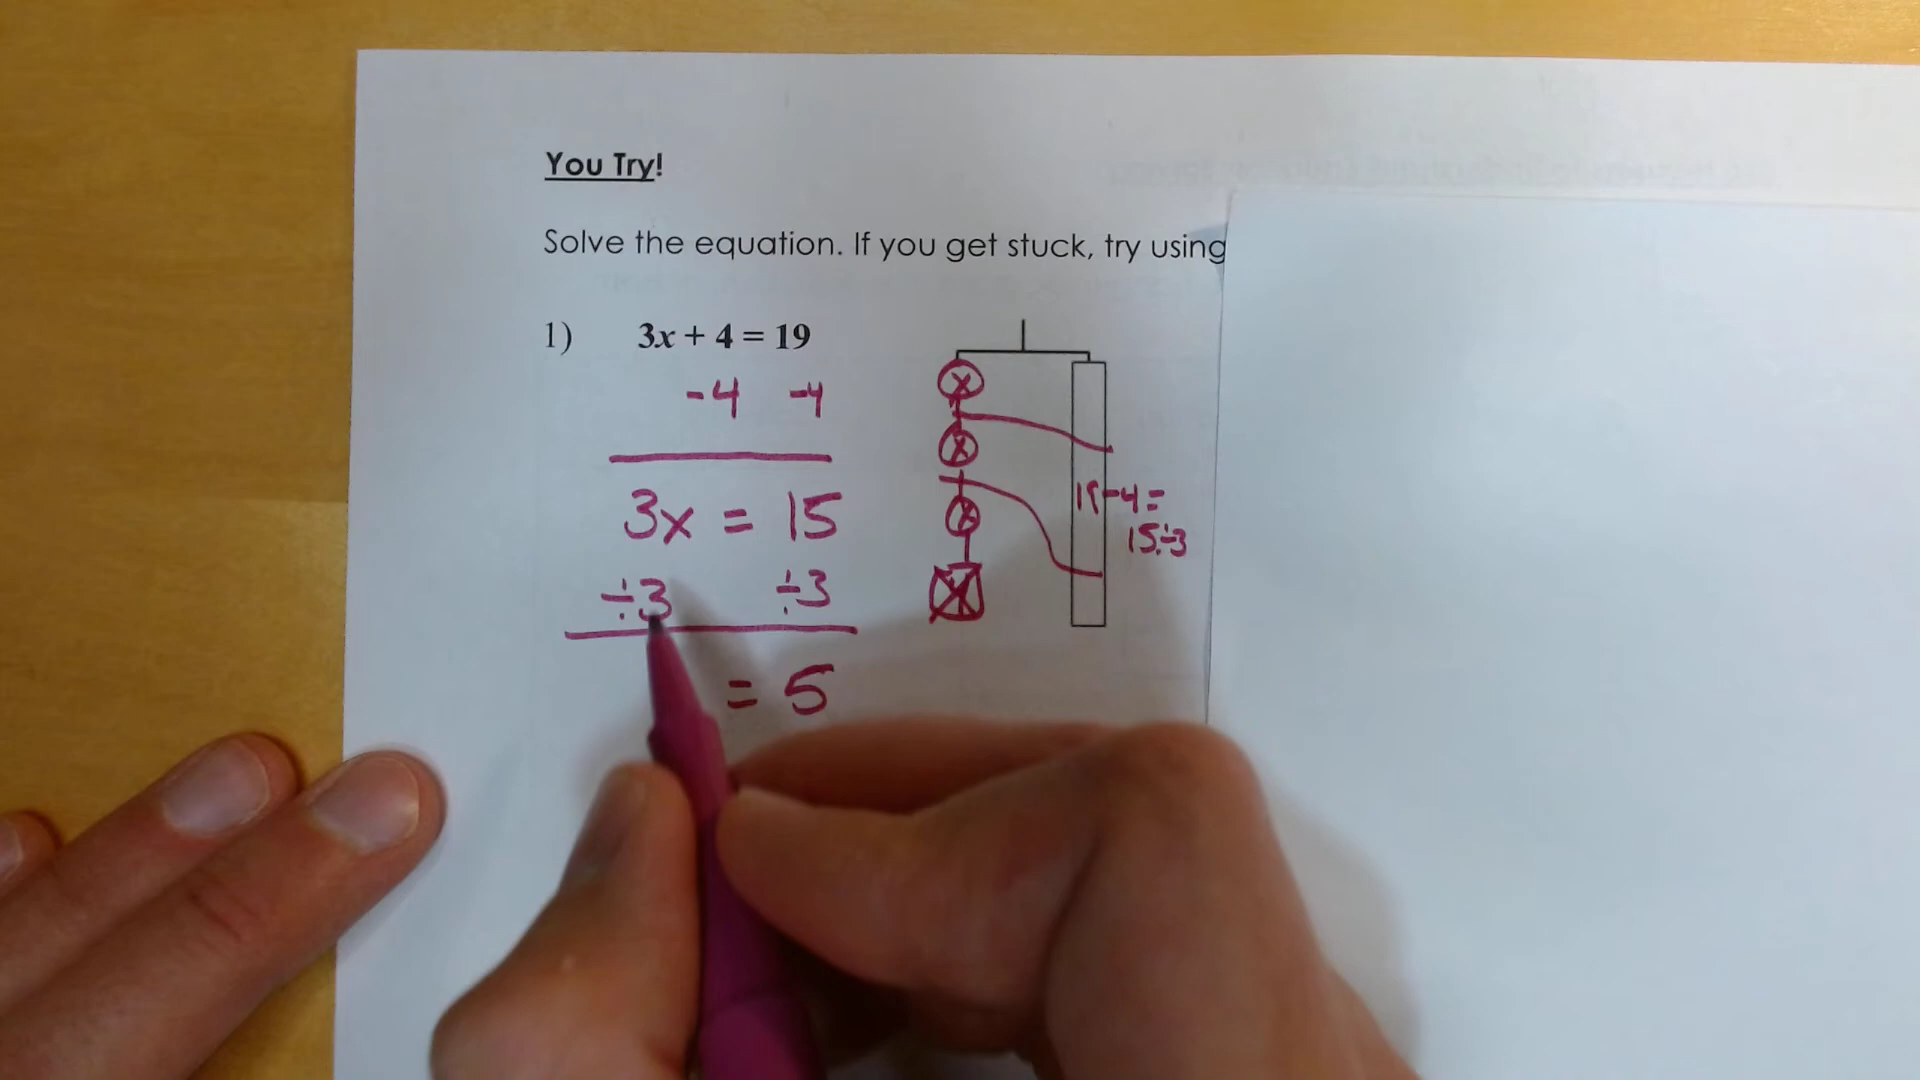 You Try!
Solve the equation. If you get stuck, try using
1) 3x + 4 = 19
-4 -4
3x = 15
÷3 ÷3
= 5
x
x
x
19-4=
15÷3